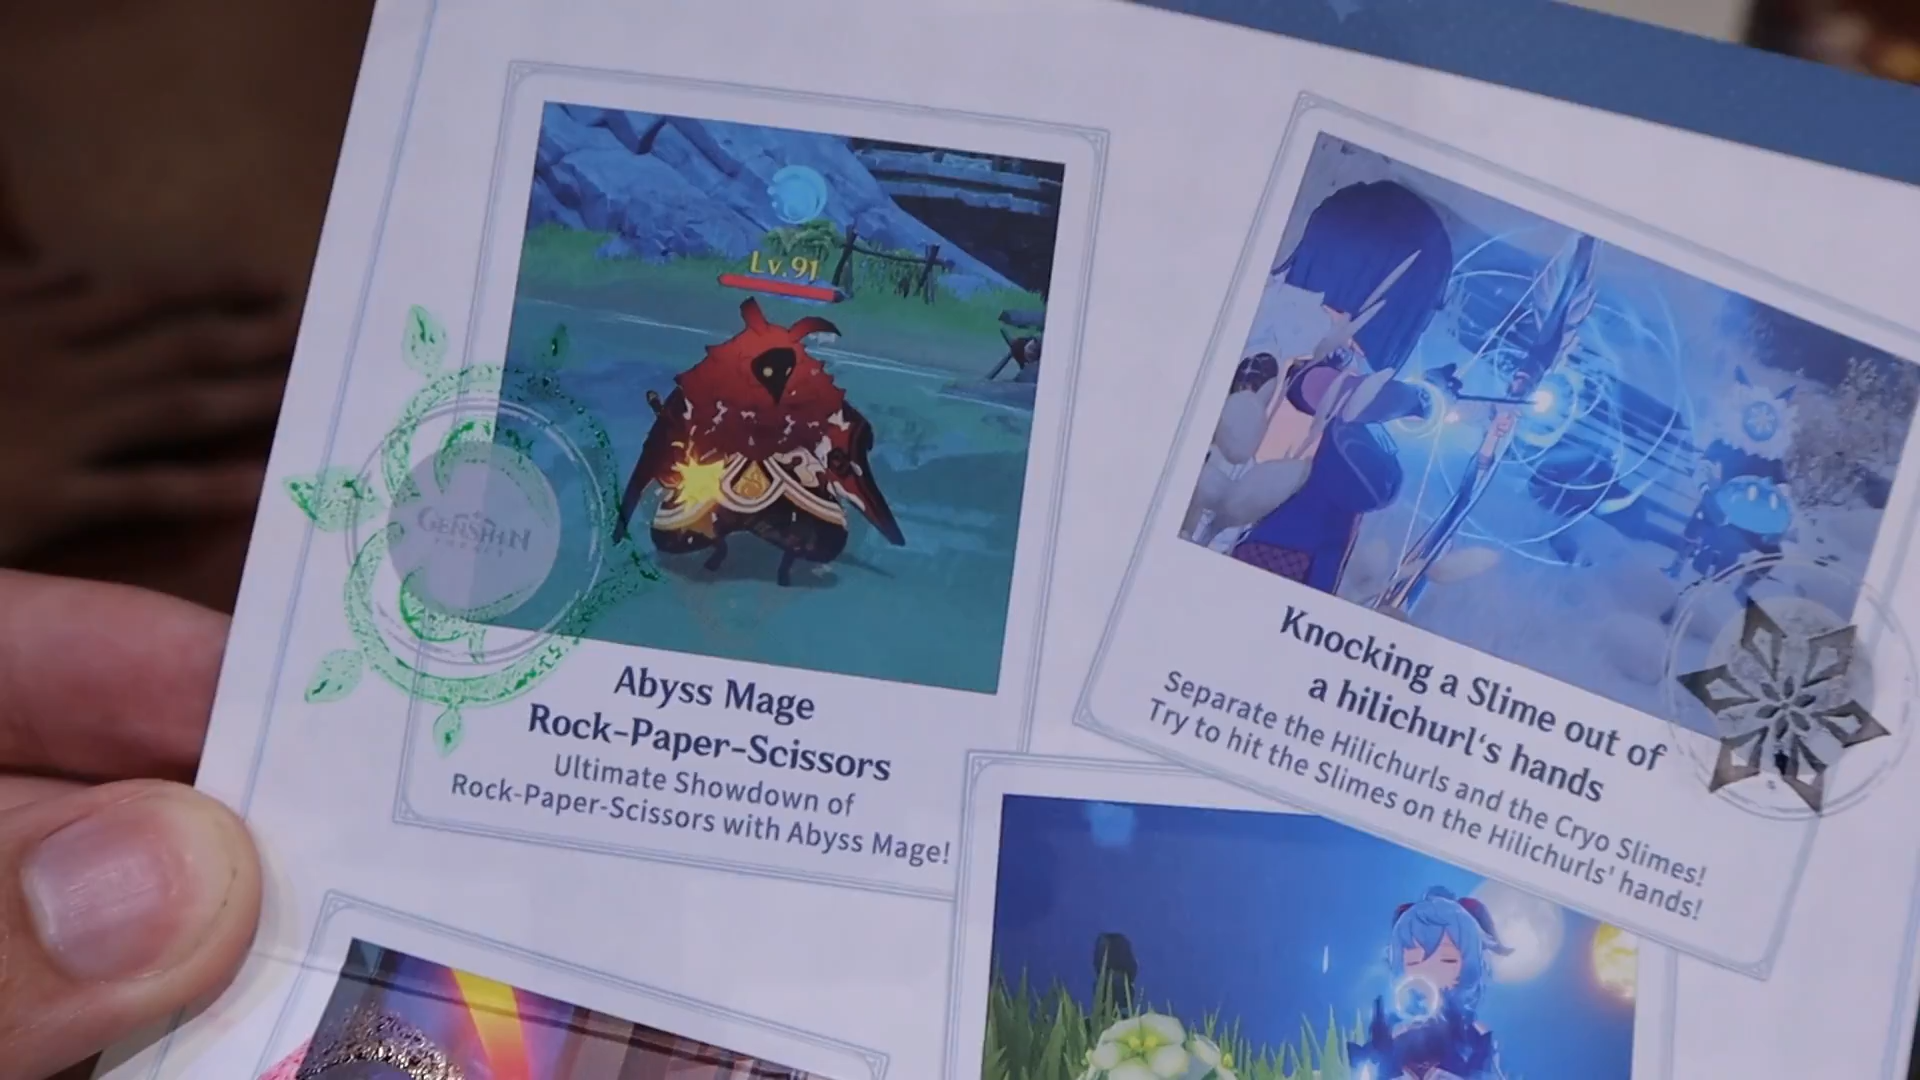 Lv.91
GENSHIN
IMPACT
Abyss Mage
Rock-Paper-Scissors
Ultimate Showdown of
Rock-Paper-Scissors with Abyss Mage!
Knocking a Slime out of
a hilichurl‘s hands
Separate the Hilichurls and the Cryo Slimes!
Try to hit the Slimes on the Hilichurls' hands!